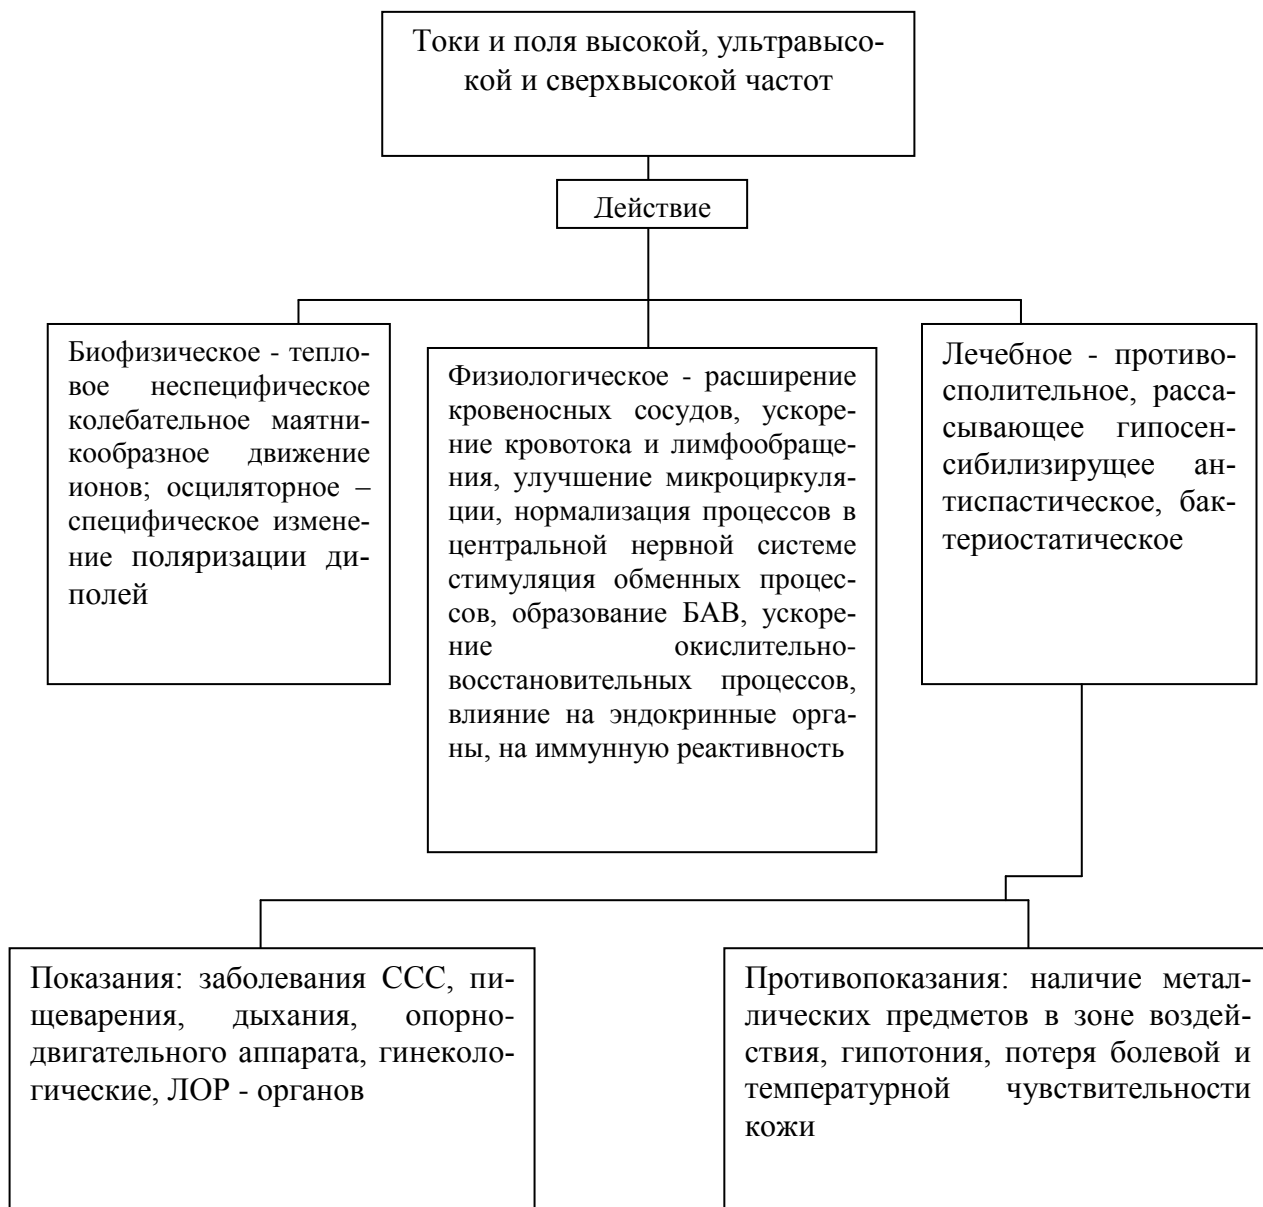 Токи и поля высокой, ультравысо-
кой и сверхвысокой частот
Действие
Биофизическое - тепло-
вое неспецифическое
колебательное маятни-
кообразное движение
ионов; осциляторное –
специфическое измене-
ние поляризации ди-
полей
Физиологическое - расширение
кровеносных сосудов, ускоре-
ние кровотока и лимфообраще-
ния, улучшение микроциркуля-
ции, нормализация процессов в
центральной нервной системе
стимуляция обменных процес-
сов, образование БАВ, ускоре-
ние окислительно-
восстановительных процессов,
влияние на эндокринные орга-
ны, на иммунную реактивность
Лечебное - противо-
сполительное, расса-
сывающее гипосен-
сибилизирущее ан-
тиспастическое, бак-
териостатическое
Показания: заболевания ССС, пи-
щеварения, дыхания, опорно-
двигательного аппарата, гинеколо-
гические, ЛОР - органов
Противопоказания: наличие метал-
лических предметов в зоне воздей-
ствия, гипотония, потеря болевой и
температурной чувствительности
кожи